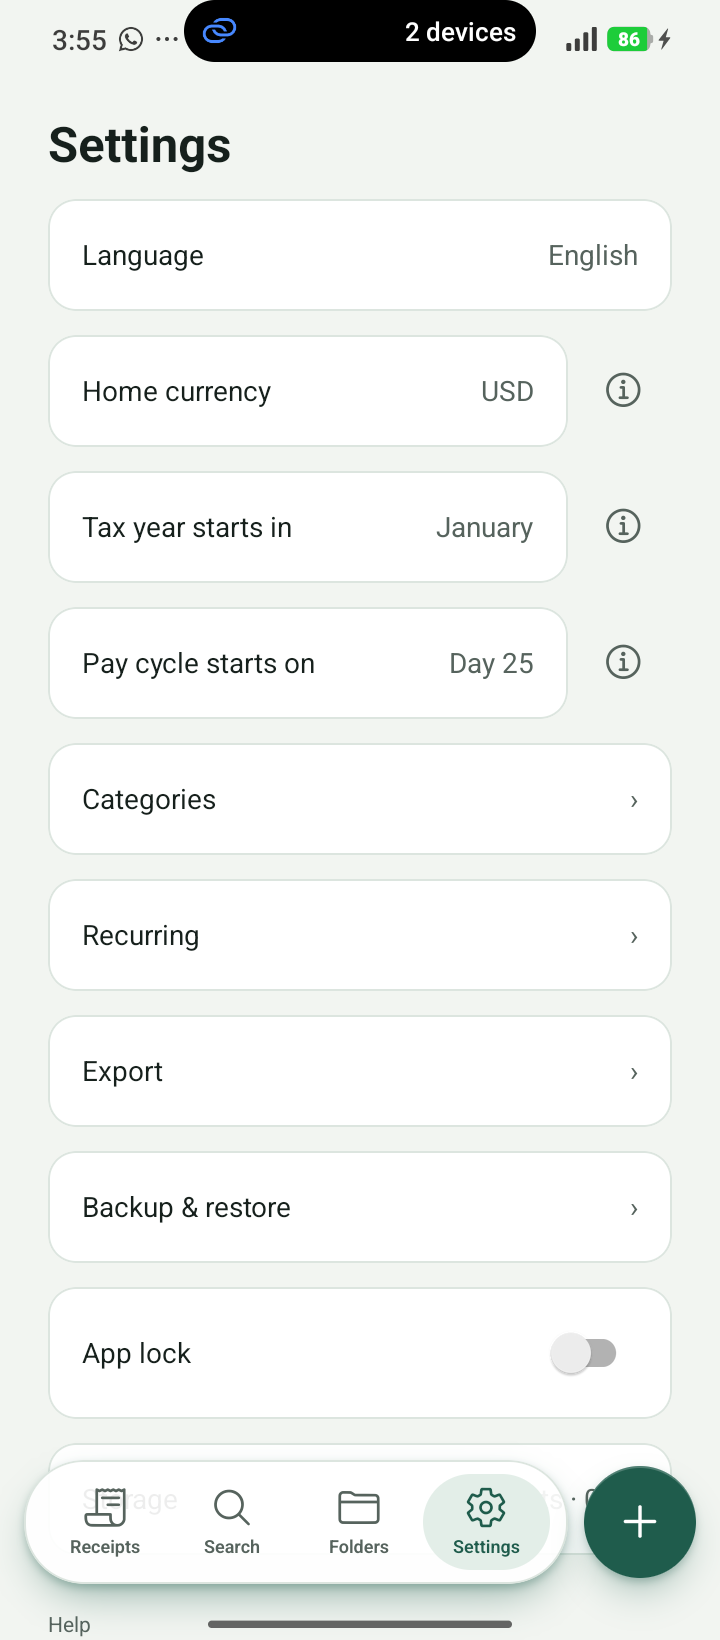 3:55 ... 2 devices 86
Settings
Language English
Home currency USD
Tax year starts in January
Pay cycle starts on Day 25
Categories ›
Recurring ›
Export ›
Backup & restore ›
App lock
Storage
Receipts Search Folders Settings
Help